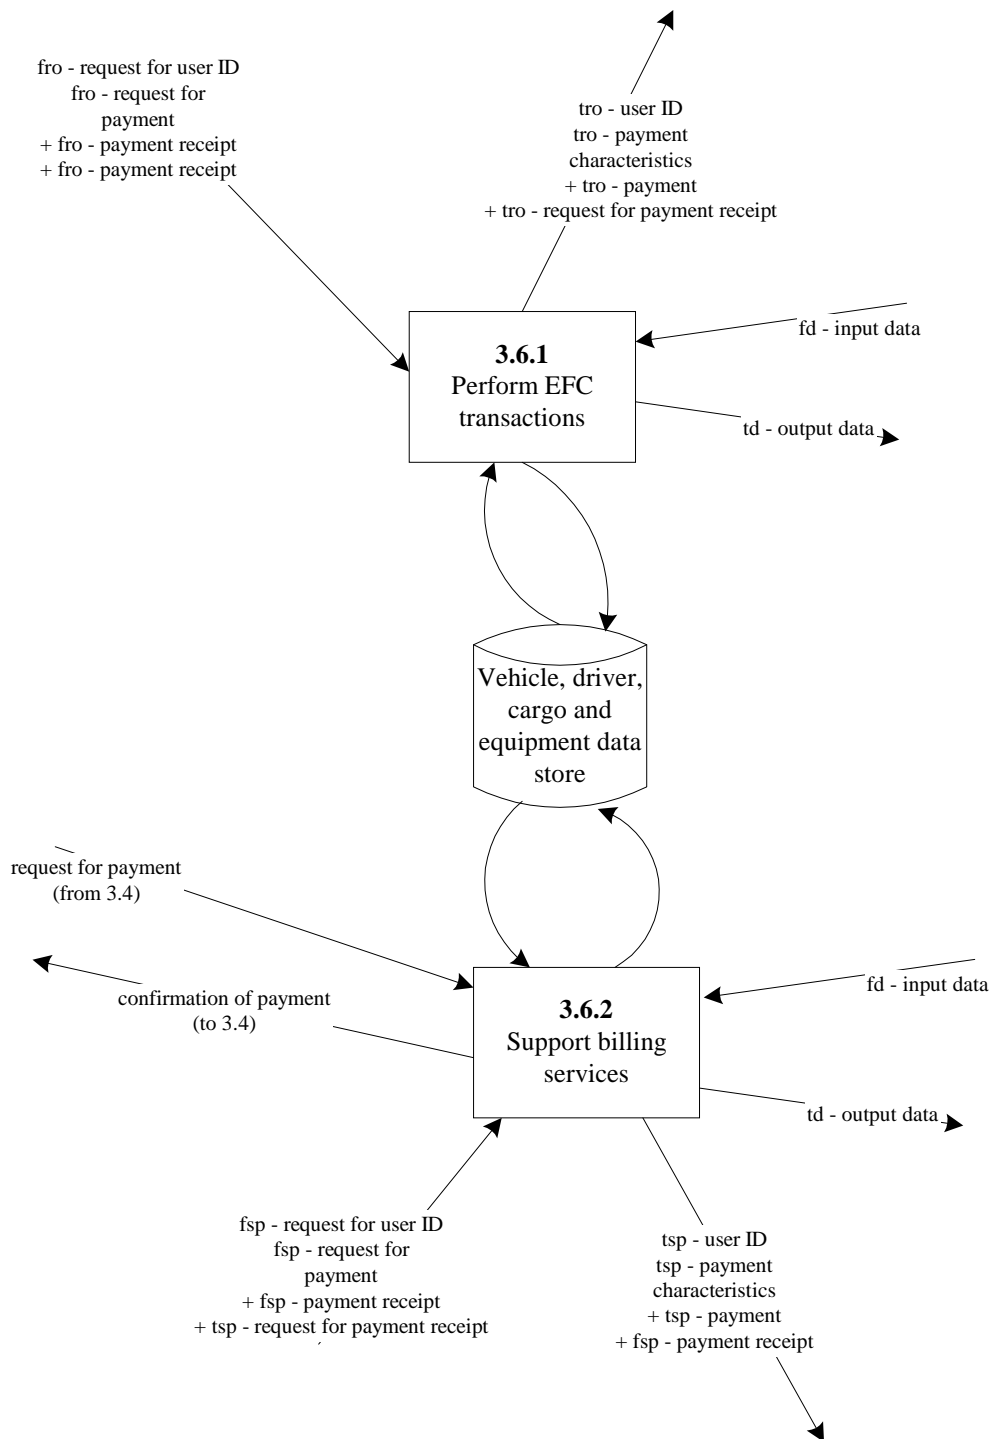 fro - request for user ID
fro - request for
payment
+ fro - payment receipt
+ fro - payment receipt
tro - user ID
tro - payment
characteristics
+ tro - payment
+ tro - request for payment receipt
fd - input data
3.6.1
Perform EFC
transactions
td - output data
Vehicle, driver,
cargo and
equipment data
store
request for payment
(from 3.4)
confirmation of payment
(to 3.4)
fd - input data
3.6.2
Support billing
services
td - output data
fsp - request for user ID
fsp - request for
payment
+ fsp - payment receipt
+ tsp - request for payment receipt
tsp - user ID
tsp - payment
characteristics
+ tsp - payment
+ fsp - payment receipt